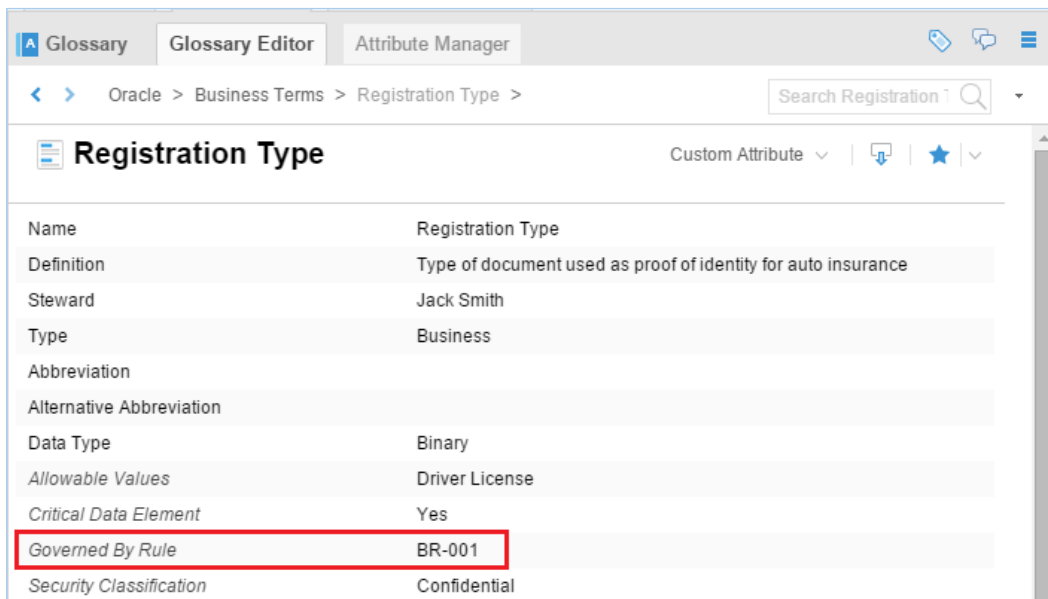 A Glossary Glossary Editor Attribute Manager
Oracle > Business Terms > Registration Type > Search Registration
Registration Type Custom Attribute
Name Registration Type
Definition Type of document used as proof of identity for auto insurance
Steward Jack Smith
Type Business
Abbreviation
Alternative Abbreviation
Data Type Binary
Allowable Values Driver License
Critical Data Element Yes
Governed By Rule BR-001
Security Classification Confidential